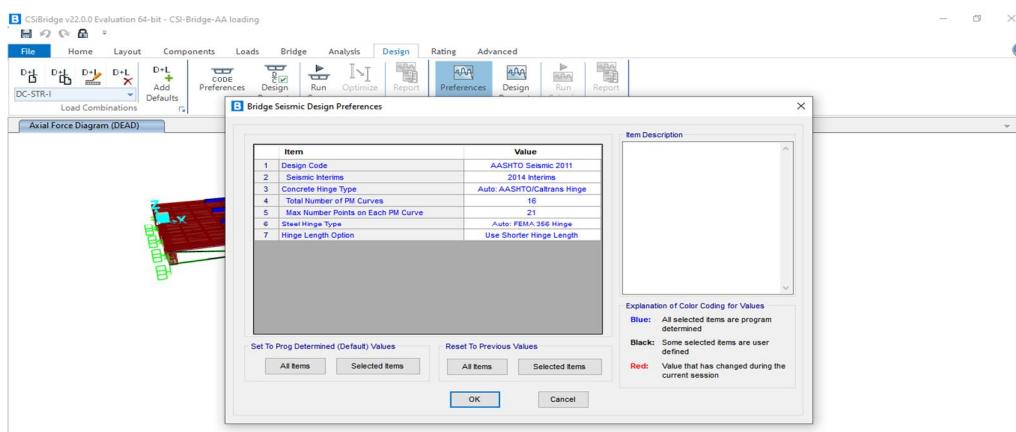 CSiBridge v22.0.0 Evaluation 64-bit - CSI-Bridge-AA loading
File Home Layout Components Loads Bridge Analysis Design Rating Advanced
D+L D+L D+L D+L D+L
DC-STR-I
Add Defaults
CODE
Preferences Design Run Optimize Report Preferences Design Run Report
Load Combinations
Axial Force Diagram (DEAD)
Bridge Seismic Design Preferences
Item Value
1 Design Code AASHTO Seismic 2011
2 Seismic Interims 2014 Interims
3 Concrete Hinge Type Auto: AASHTO/Caltrans Hinge
4 Total Number of PM Curves 16
5 Max Number Points on Each PM Curve 21
6 Steel Hinge Type Auto: FEMA 356 Hinge
7 Hinge Length Option Use Shorter Hinge Length
Set To Prog Determined (Default) Values
All Items Selected Items
Reset To Previous Values
All Items Selected Items
OK Cancel
Item Description
Explanation of Color Coding for Values
Blue: All selected items are program
determined
Black: Some selected items are user
defined
Red: Value that has changed during the
current session